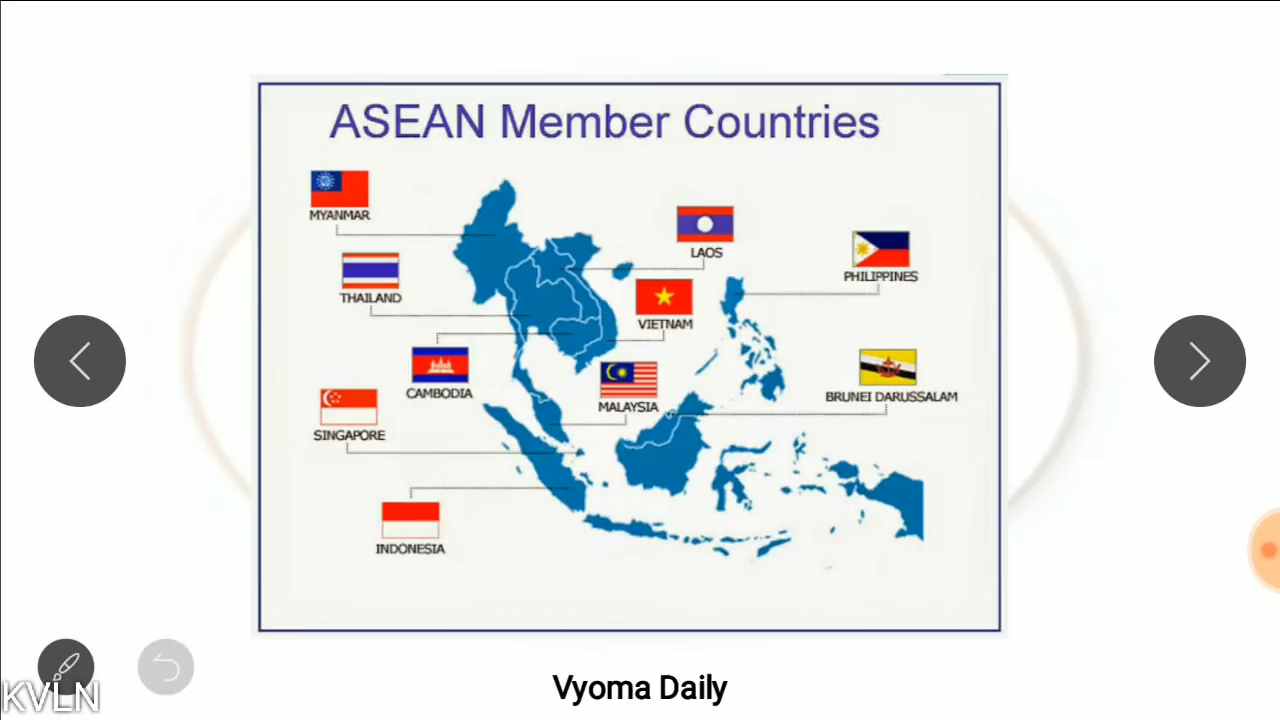 ASEAN Member Countries
MYANMAR
LAOS
PHILIPPINES
THAILAND
VIETNAM
CAMBODIA
MALAYSIA
BRUNEI DARUSSALAM
SINGAPORE
INDONESIA
Vyoma Daily
KVLN